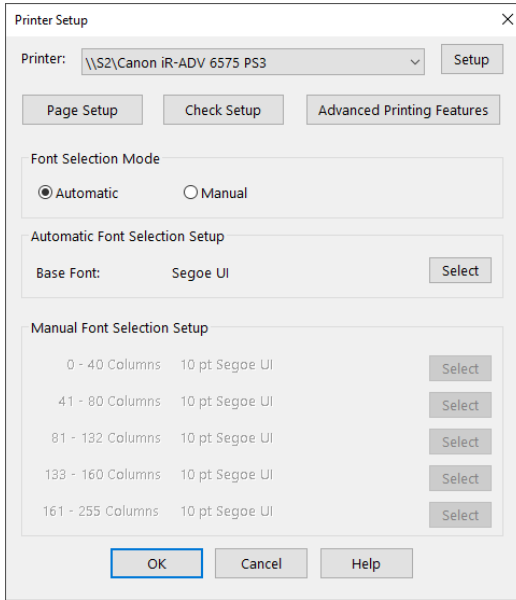 Printer Setup
Printer: \\S2\Canon iR-ADV 6575 PS3 Setup
Page Setup Check Setup Advanced Printing Features
Font Selection Mode
Automatic Manual
Automatic Font Selection Setup
Base Font: Segoe UI Select
Manual Font Selection Setup
0 - 40 Columns 10 pt Segoe UI Select
41 - 80 Columns 10 pt Segoe UI Select
81 - 132 Columns 10 pt Segoe UI Select
133 - 160 Columns 10 pt Segoe UI Select
161 - 255 Columns 10 pt Segoe UI Select
OK Cancel Help